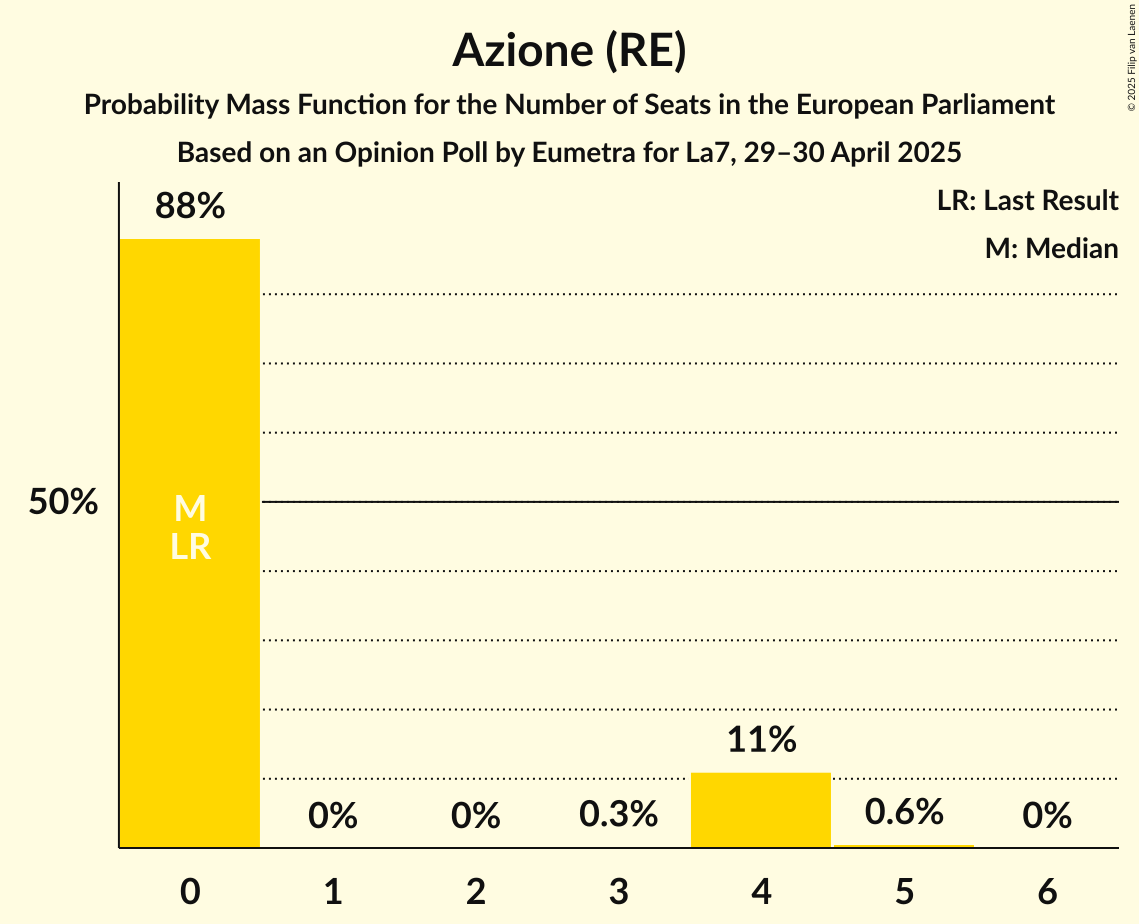 Azione (RE)
Probability Mass Function for the Number of Seats in the European Parliament
Based on an Opinion Poll by Eumetra for La7, 29–30 April 2025
© 2025 Filip van Laenen
LR: Last Result
M: Median
88%
50%
M
LR
0%
0%
0.3%
11%
0.6%
0%
0
1
2
3
4
5
6